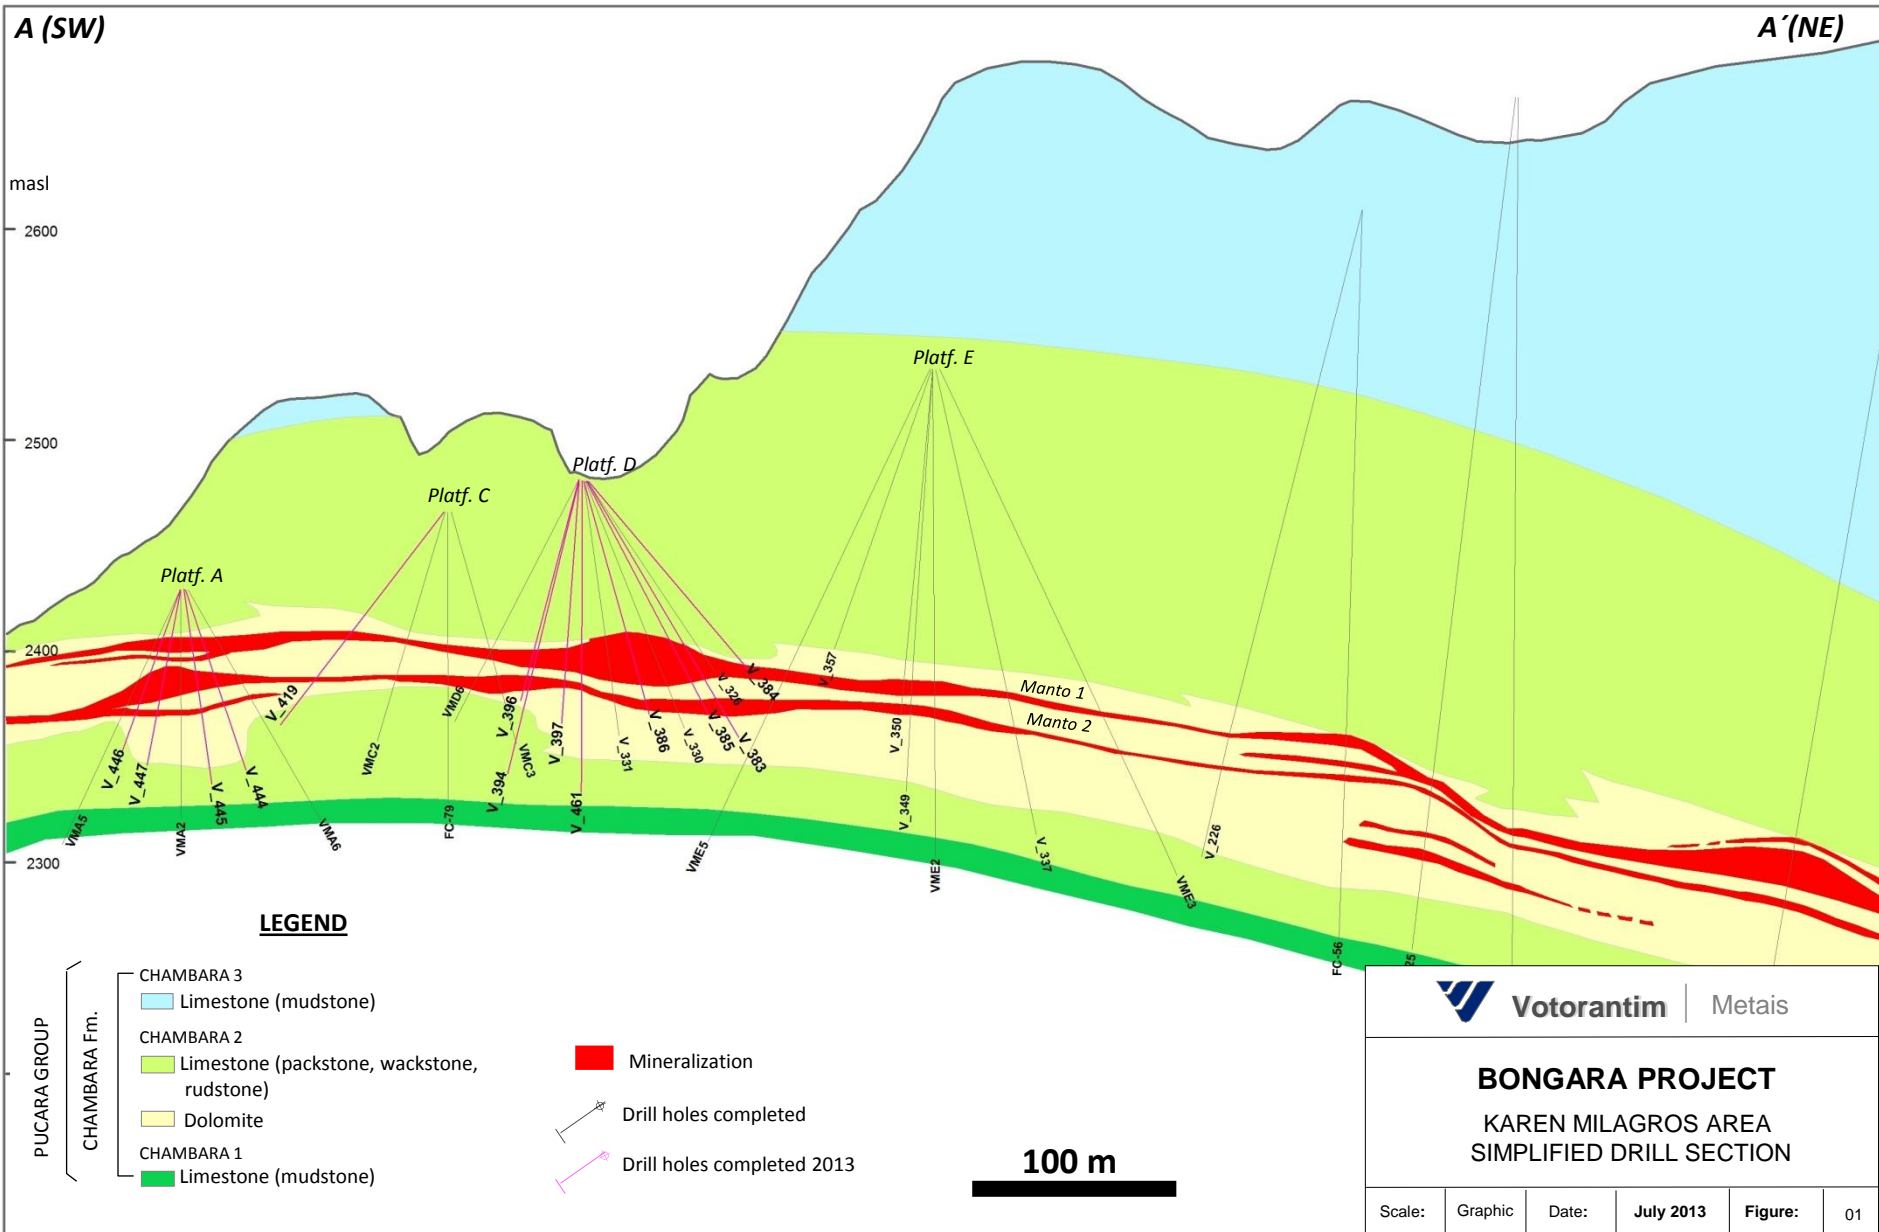 A (SW)
A´(NE)
masl
2600
2500
2400
2300
Platf. E
Platf. D
Platf. C
Platf. A
Manto 1
Manto 2
V_419
V_446
V_447
V_445
V_444
VMA5
VMA2
VMA6
VMC2
FC-79
VMD6
V_396
V_394
VMC3
V_397
V_461
V_331
V_386
V_330
V_385
V_383
V_326
V_384
VME5
V_357
V_350
V_349
VME2
V_337
VME3
V_226
FC-56
25
LEGEND
PUCARA GROUP
CHAMBARA Fm.
CHAMBARA 3
Limestone (mudstone)
CHAMBARA 2
Limestone (packstone, wackstone,
rudstone)
Dolomite
CHAMBARA 1
Limestone (mudstone)
Mineralization
Drill holes completed
Drill holes completed 2013
100 m
Votorantim | Metais
BONGARA PROJECT
KAREN MILAGROS AREA
SIMPLIFIED DRILL SECTION
Scale: Graphic Date: July 2013 Figure: 01